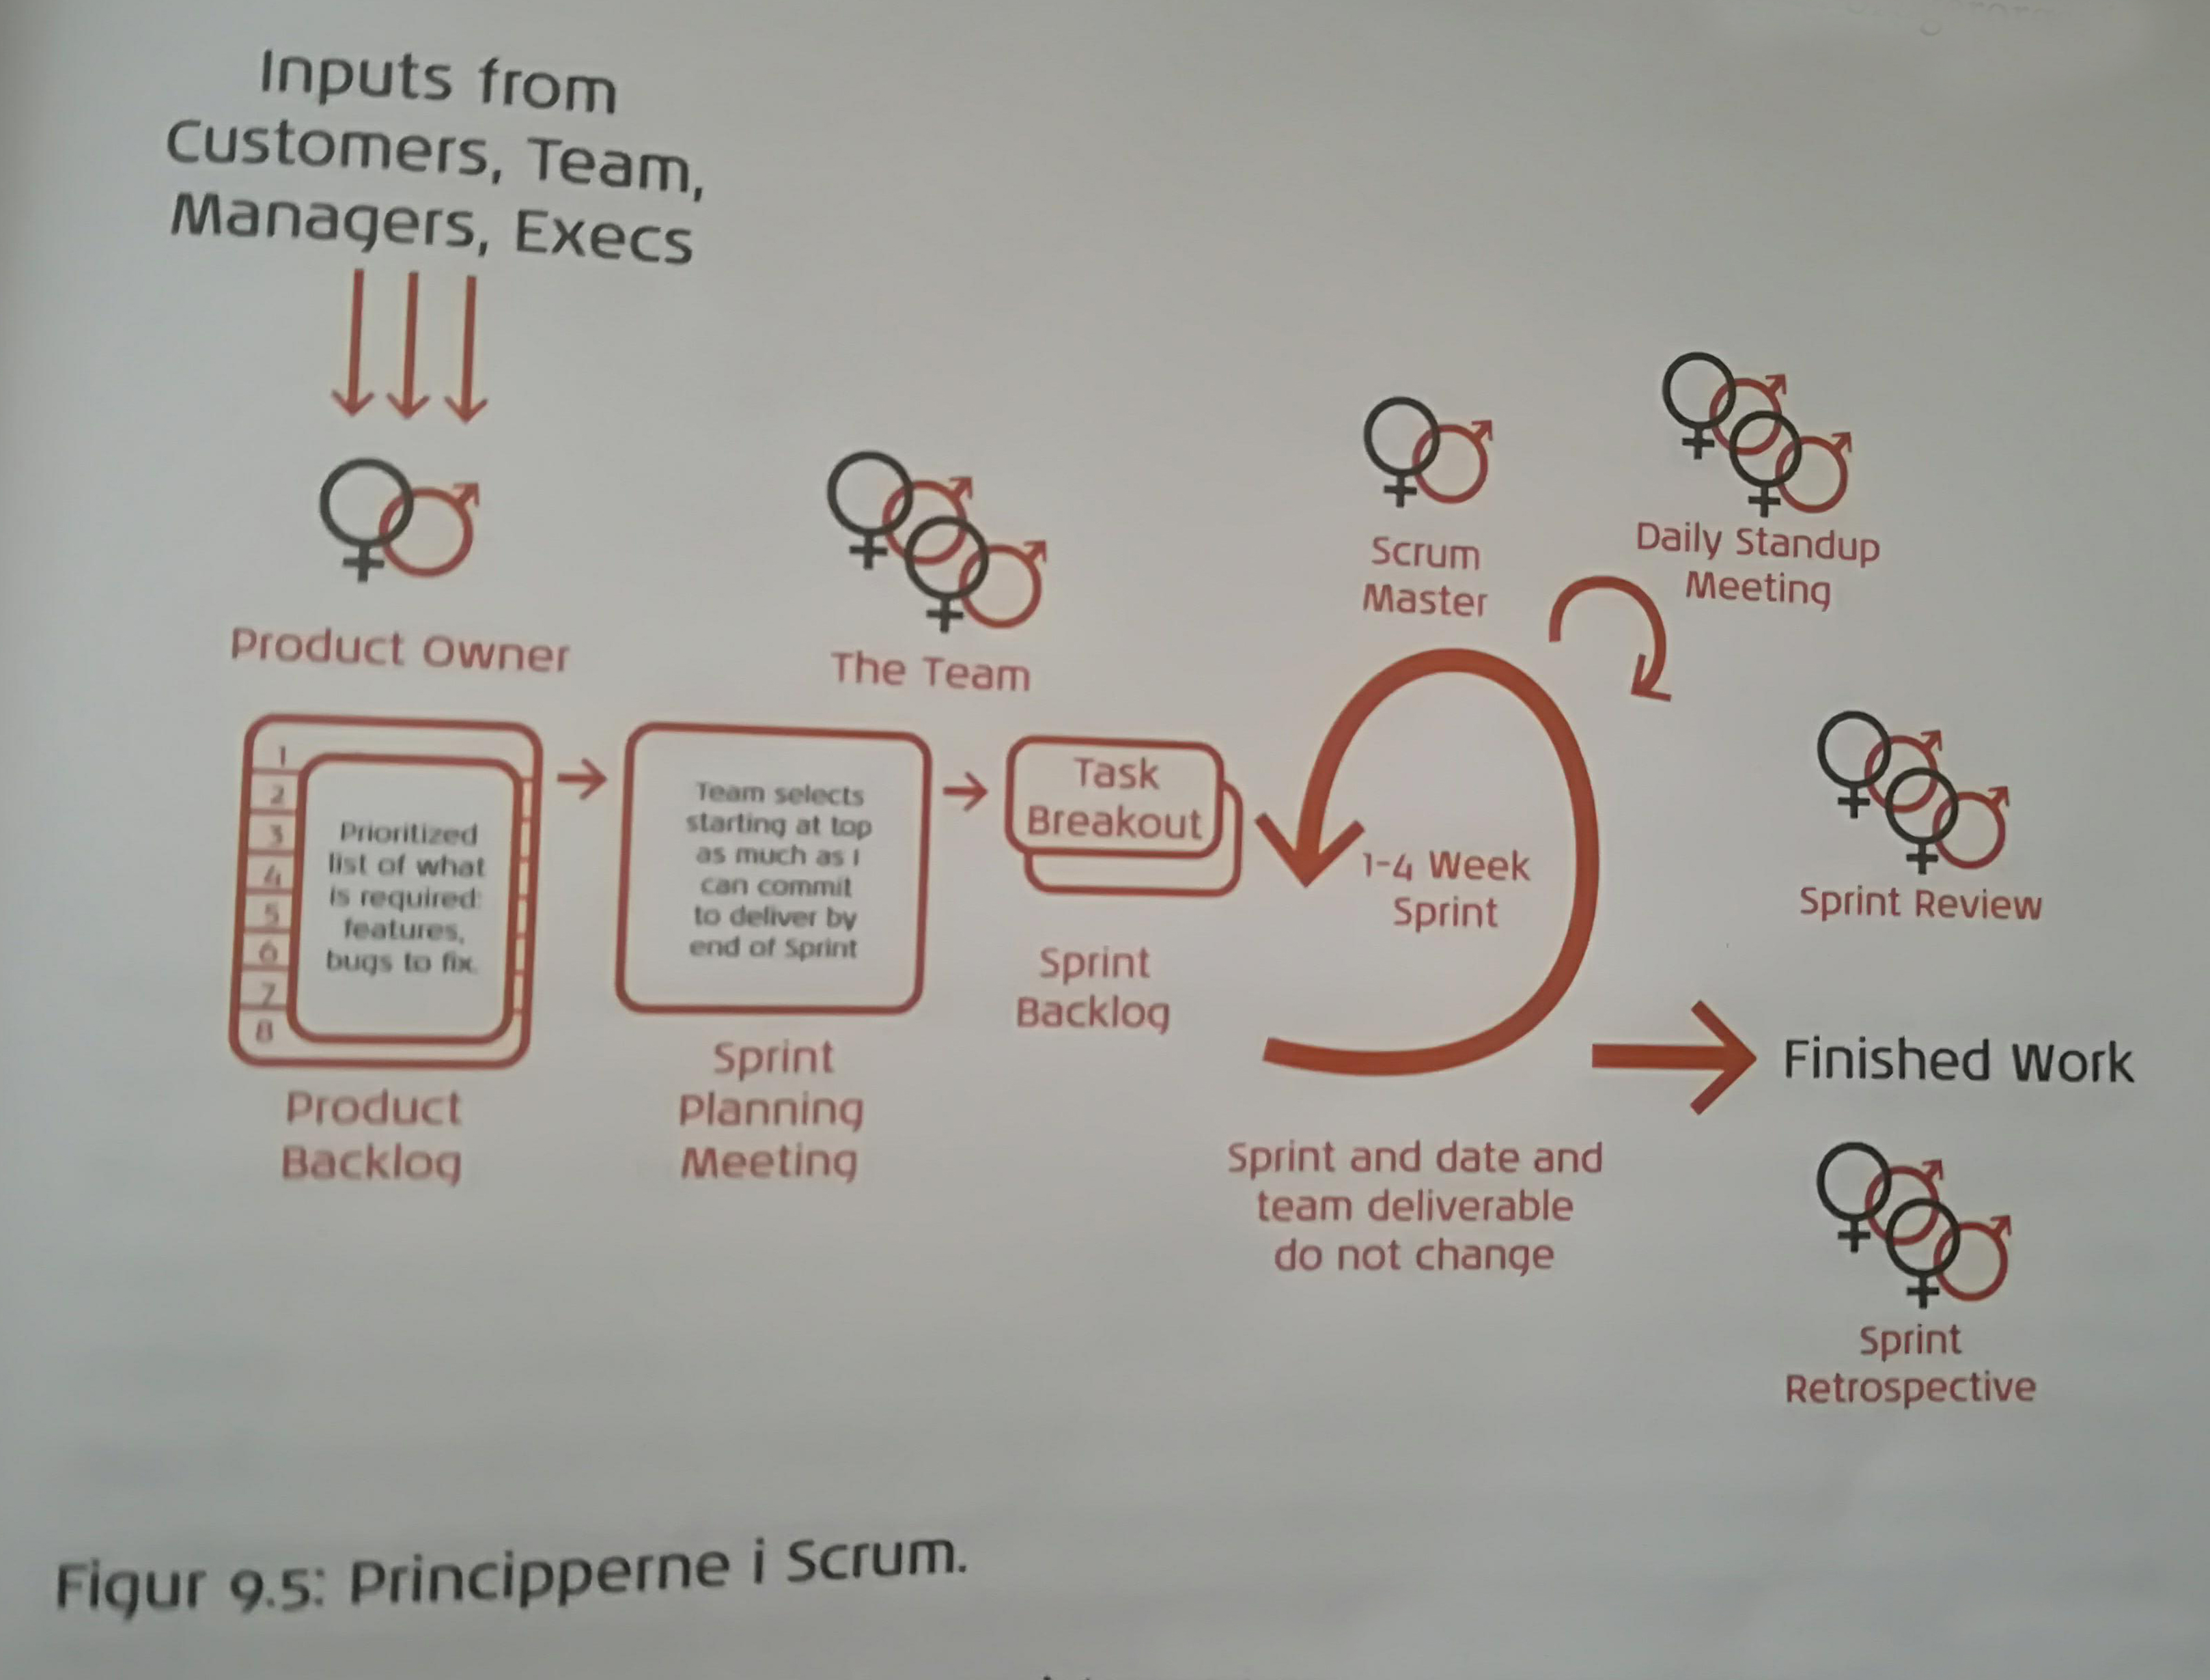 Inputs from
Customers, Team,
Managers, Execs
Product Owner
The Team
Scrum
Master
Daily Standup
Meeting
1
2
3
4
5
6
7
8
Prioritized
list of what
is required:
features,
bugs to fix.
Product
Backlog
Team selects
starting at top
as much as I
can commit
to deliver by
end of Sprint
Sprint
Planning
Meeting
Task
Breakout
Sprint
Backlog
1-4 Week
Sprint
Sprint Review
Finished Work
Sprint and date and
team deliverable
do not change
Sprint
Retrospective
Figur 9.5: Principperne i Scrum.